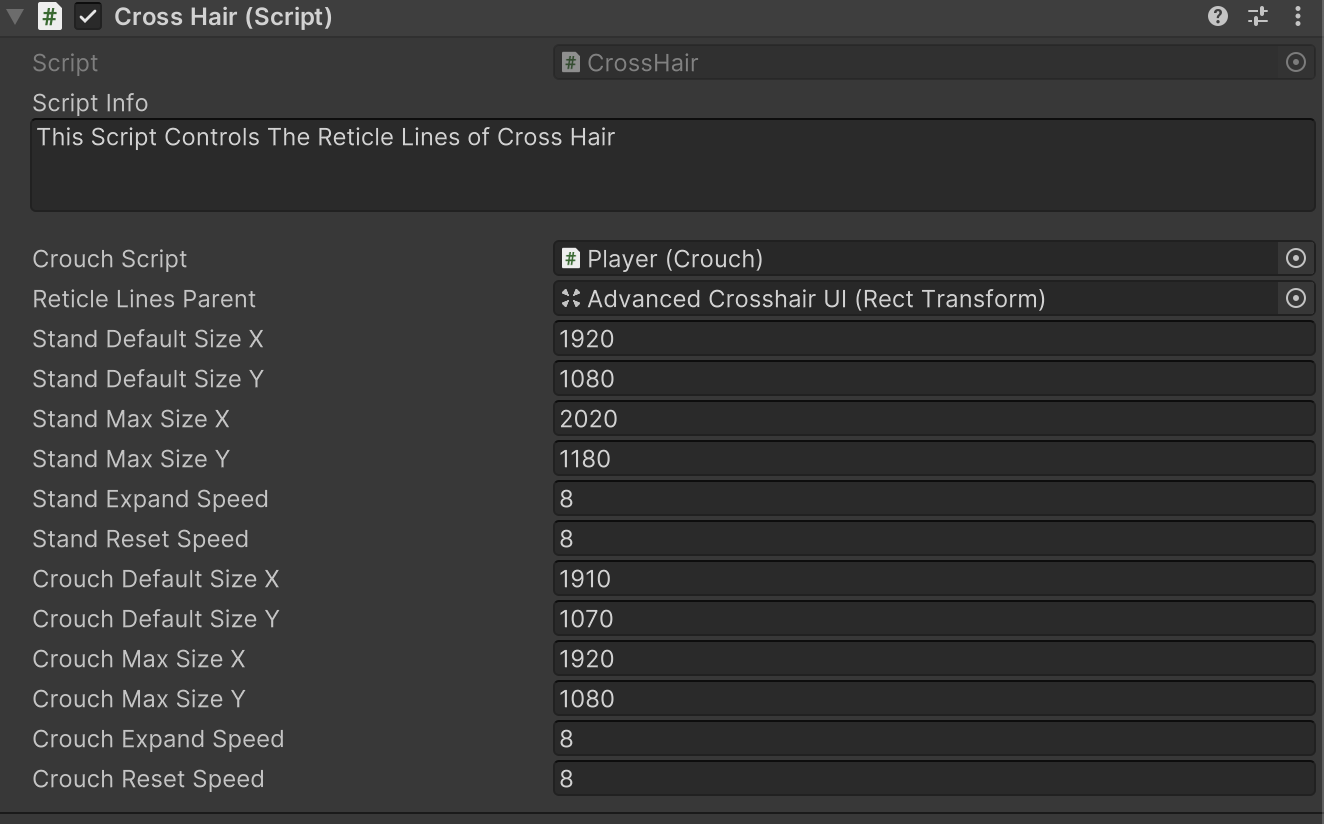 Cross Hair (Script)
Script CrossHair
Script Info
This Script Controls The Reticle Lines of Cross Hair
Crouch Script Player (Crouch)
Reticle Lines Parent Advanced Crosshair UI (Rect Transform)
Stand Default Size X 1920
Stand Default Size Y 1080
Stand Max Size X 2020
Stand Max Size Y 1180
Stand Expand Speed 8
Stand Reset Speed 8
Crouch Default Size X 1910
Crouch Default Size Y 1070
Crouch Max Size X 1920
Crouch Max Size Y 1080
Crouch Expand Speed 8
Crouch Reset Speed 8